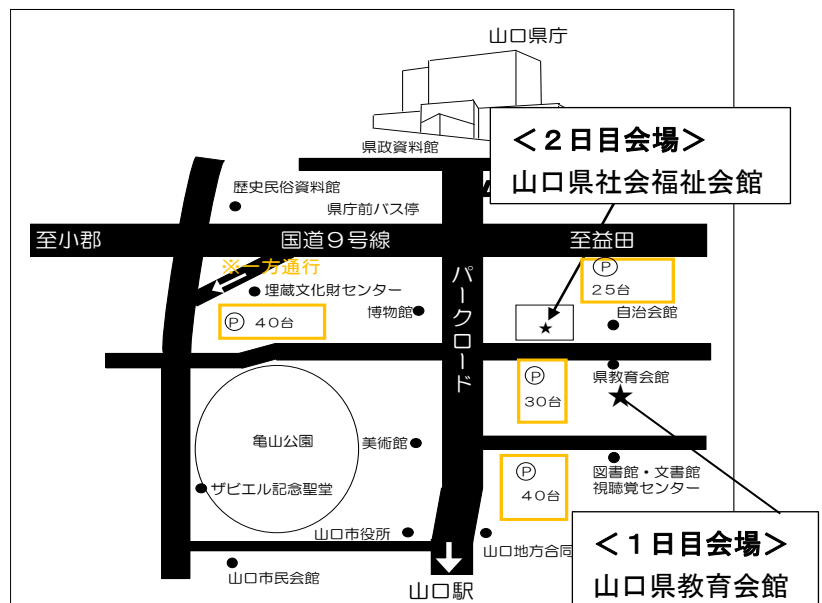 山口県庁
＜２日目会場＞
山口県社会福祉会館
県政資料館
歴史民俗資料館
県庁前バス停
至小郡
国道９号線
至益田
※一方通行
埋蔵文化財センター
Ⓟ 40台
博物館
パークロード
Ⓟ
25台
自治会館
★
県教育会館
★
Ⓟ
30台
亀山公園
美術館
ザビエル記念聖堂
図書館・文書館
視聴覚センター
Ⓟ
40台
山口市役所
山口地方合同
＜１日目会場＞
山口県教育会館
山口市民会館
山口駅